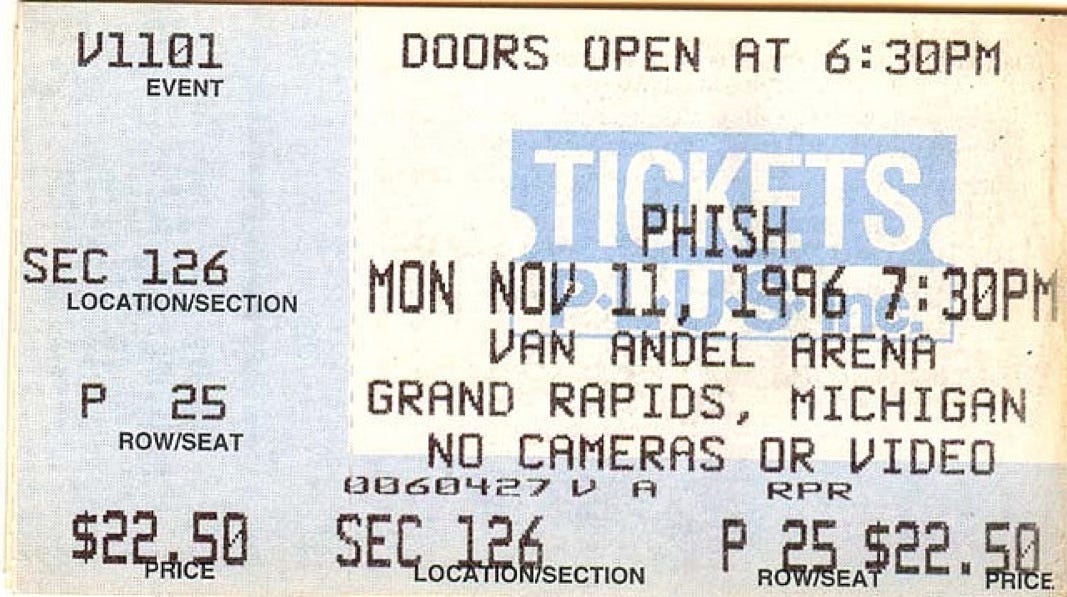 V1101
EVENT
SEC 126
LOCATION/SECTION
P 25
ROW/SEAT
$22.50
PRICE
DOORS OPEN AT 6:30PM
TICKETS
PLUS inc.
PHISH
MON NOV 11, 1996 7:30PM
VAN ANDEL ARENA
GRAND RAPIDS, MICHIGAN
NO CAMERAS OR VIDEO
0060427 V A RPR
SEC 126 P 25 $22.50
LOCATION/SECTION ROW/SEAT PRICE